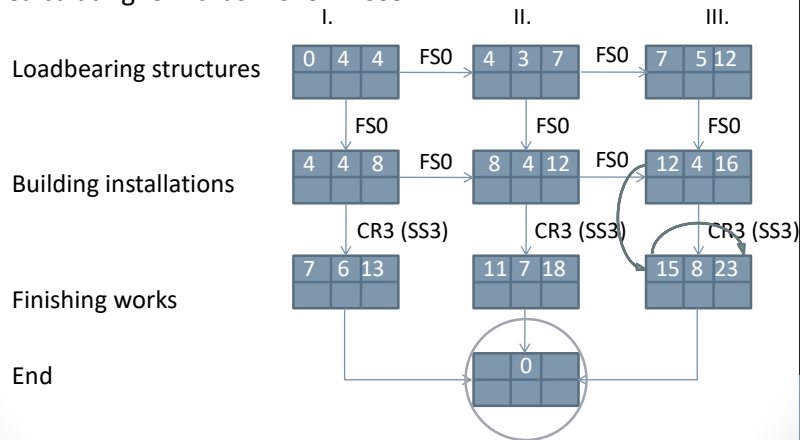 I. II. III.
Loadbearing structures 0 4 4 FS0 4 3 7 FS0 7 5 12
FS0 FS0 FS0
Building installations 4 4 8 FS0 8 4 12 FS0 12 4 16
CR3 (SS3) CR3 (SS3) CR3 (SS3)
Finishing works 7 6 13 11 7 18 15 8 23
End 0